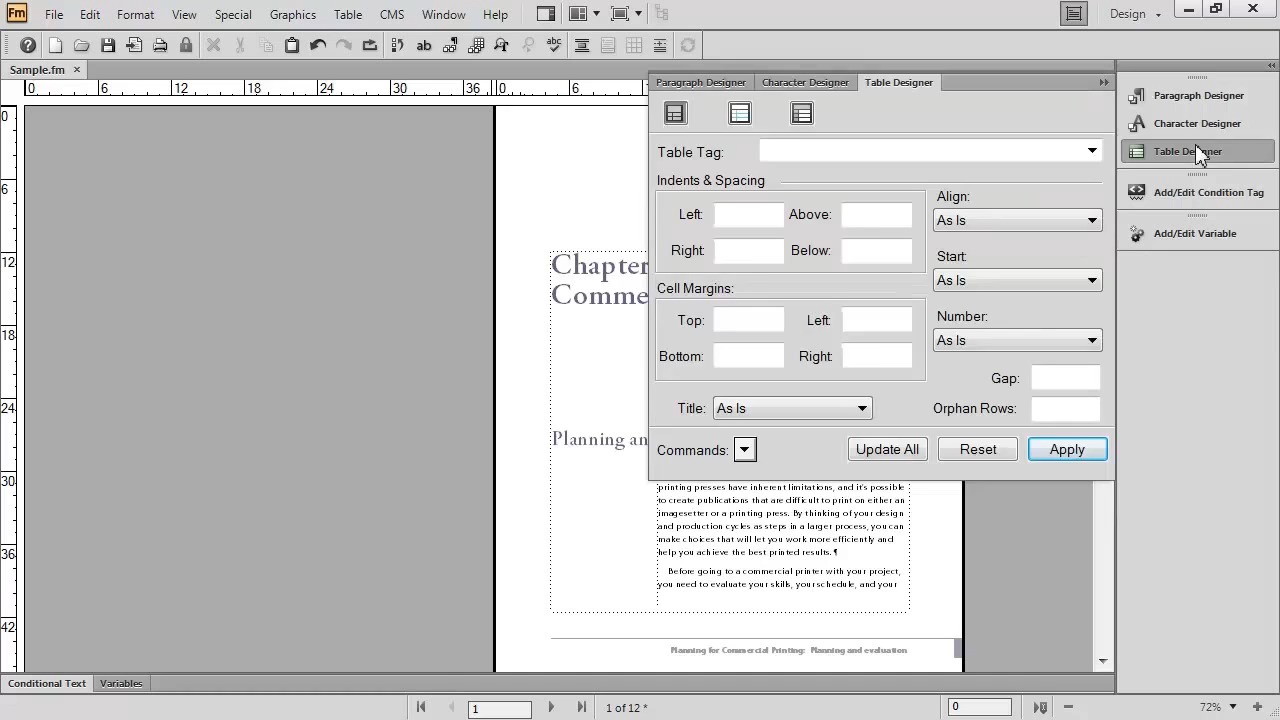 Fm File Edit Format View Special Graphics Table CMS Window Help Design
Sample.fm ×
0 6 12 18 24 30 36 0 6
0
6
12
18
24
30
36
42
Chapter
Comme
Planning an
printing presses have inherent limitations, and it's possible
to create publications that are difficult to print on either an
imagesetter or a printing press. By thinking of your design
and production cycles as steps in a larger process, you can
make choices that will let you work more efficiently and
help you achieve the best printed results.¶
Before going to a commercial printer with your project,
you need to evaluate your skills, your schedule, and your
Planning for Commercial Printing: Planning and evaluation
Paragraph Designer Character Designer Table Designer
Table Tag:
Indents & Spacing
Left: Above:
Right: Below:
Cell Margins:
Top: Left:
Bottom: Right:
Title: As Is
Align:
As Is
Start:
As Is
Number:
As Is
Gap:
Orphan Rows:
Commands: Update All Reset Apply
Paragraph Designer
Character Designer
Table Designer
Add/Edit Condition Tag
Add/Edit Variable
Conditional Text Variables
1 1 of 12 * 0 72%